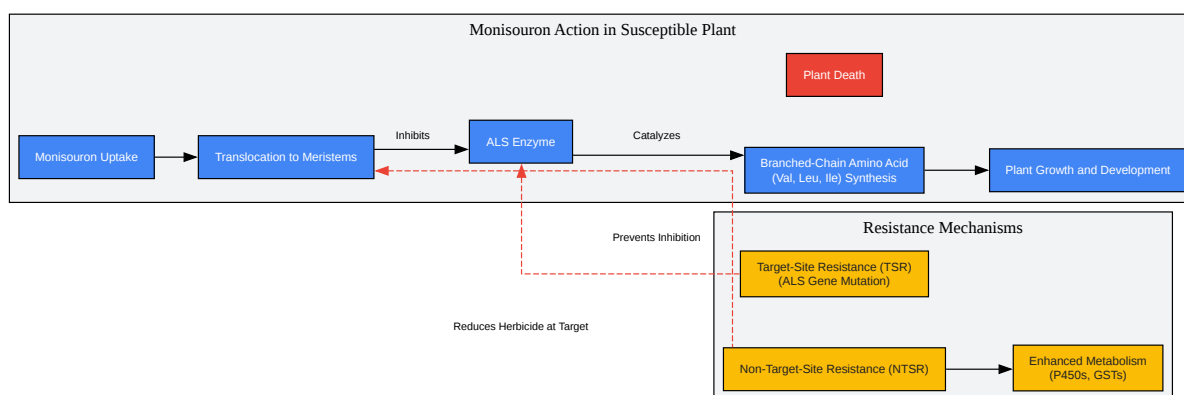 Monisouron Action in Susceptible Plant
Plant Death
Inhibits
Catalyzes
Monisouron Uptake
Translocation to Meristems
ALS Enzyme
Branched-Chain Amino Acid
(Val, Leu, Ile) Synthesis
Plant Growth and Development
Resistance Mechanisms
Prevents Inhibition
Target-Site Resistance (TSR)
(ALS Gene Mutation)
Reduces Herbicide at Target
Non-Target-Site Resistance (NTSR)
Enhanced Metabolism
(P450s, GSTs)